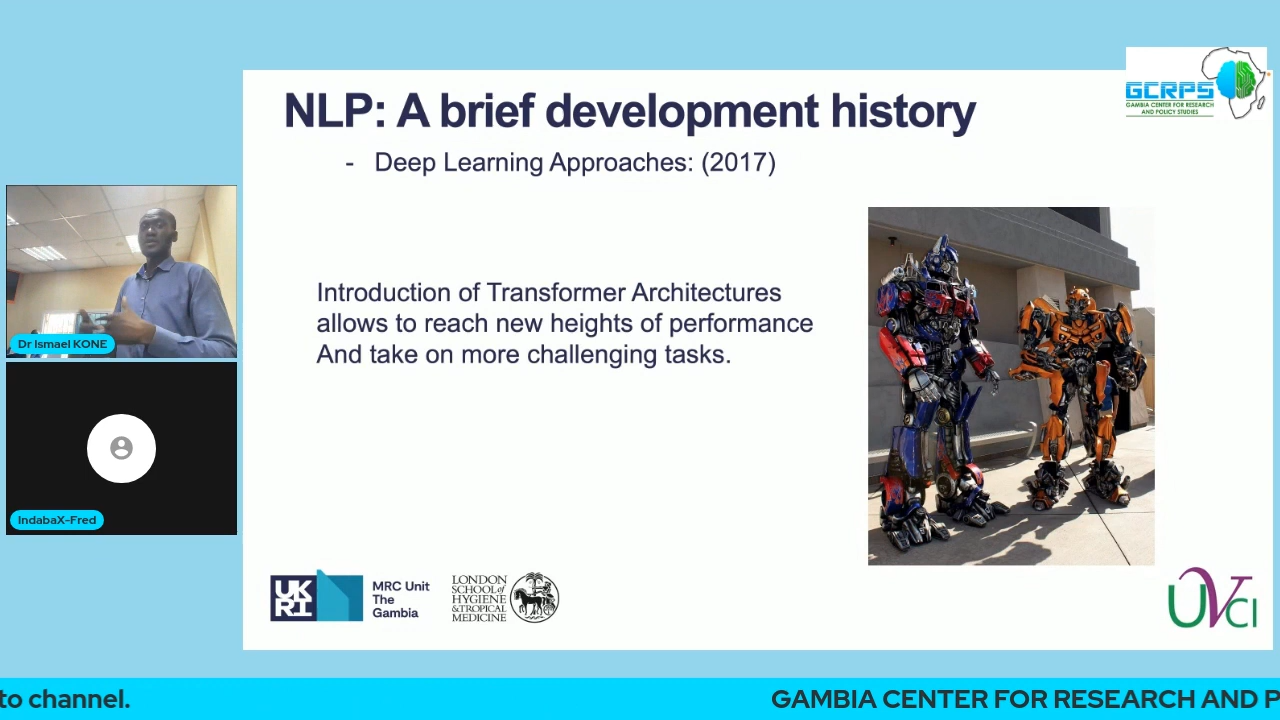 GCRPS
GAMBIA CENTER FOR RESEARCH
AND POLICY STUDIES
NLP: A brief development history
- Deep Learning Approaches: (2017)
Introduction of Transformer Architectures
allows to reach new heights of performance
And take on more challenging tasks.
Dr Ismael KONE
IndabaX-Fred
UK
RI
MRC Unit
The
Gambia
LONDON
SCHOOL of
HYGIENE
& TROPICAL
MEDICINE
UVCI
to channel.
GAMBIA CENTER FOR RESEARCH AND P